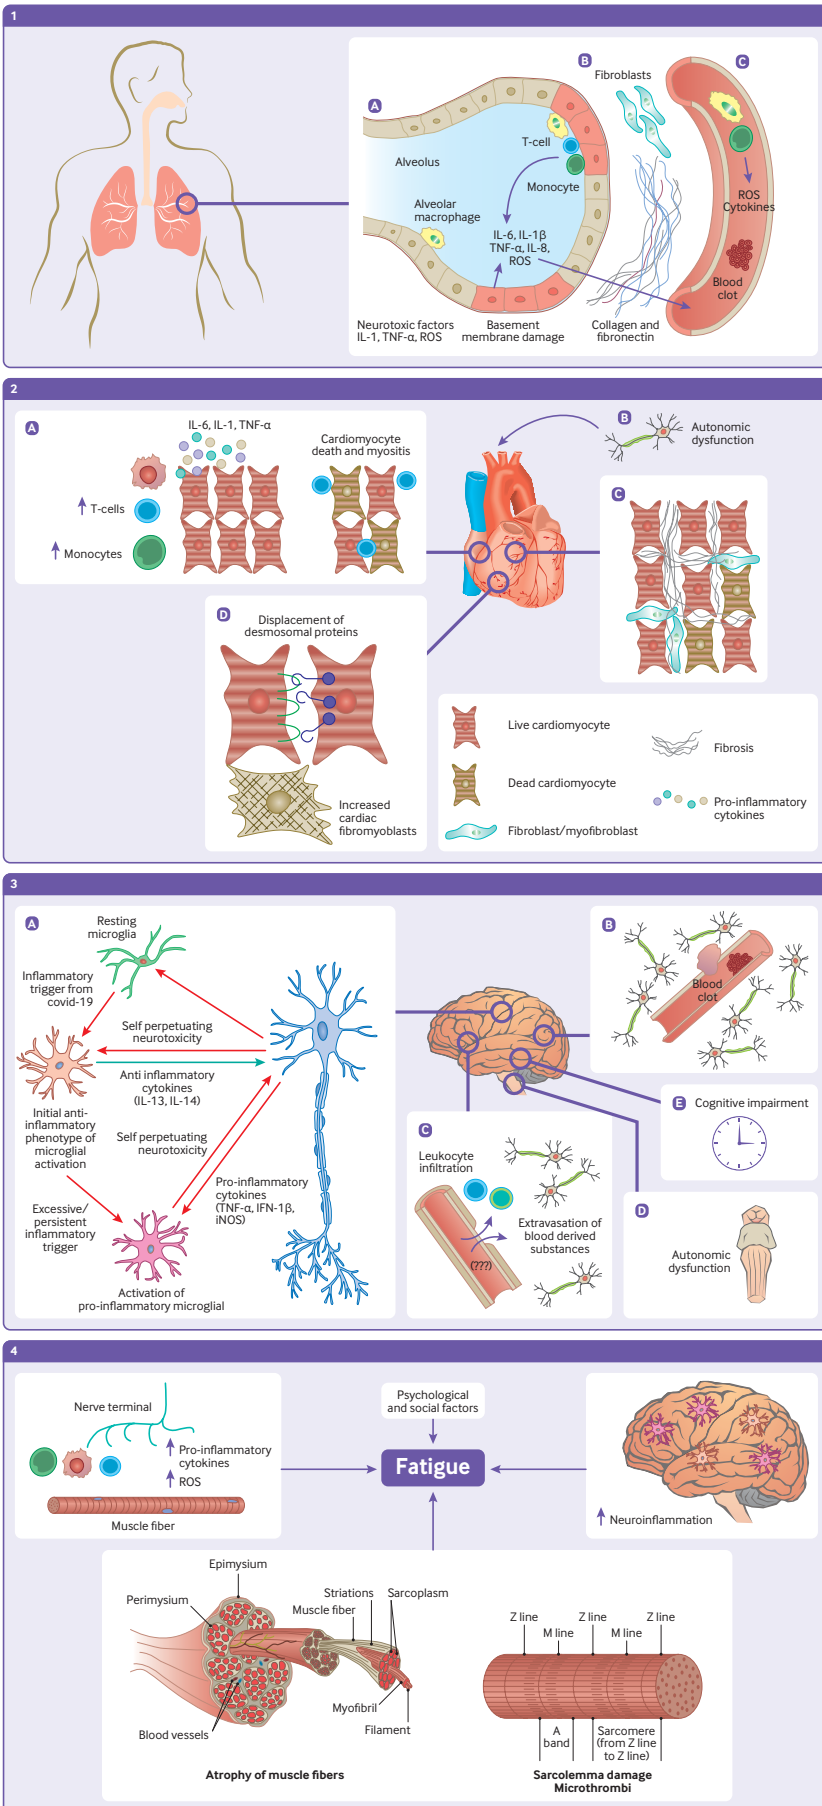 1
A
B
C
Fibroblasts
T-cell
Alveolus
Monocyte
Alveolar
macrophage
IL-6, IL-1β
TNF-α, IL-8,
ROS
ROS
Cytokines
Blood
clot
Neurotoxic factors
IL-1, TNF-α, ROS
Basement
membrane damage
Collagen and
fibronectin
2
A
IL-6, IL-1, TNF-α
T-cells
Monocytes
Cardiomyocyte
death and myositis
B
Autonomic
dysfunction
C
D
Displacement of
desmosomal proteins
Increased
cardiac
fibromyoblasts
Live cardiomyocyte
Dead cardiomyocyte
Fibroblast/myofibroblast
Fibrosis
Pro-inflammatory
cytokines
3
A
Resting
microglia
Inflammatory
trigger from
covid-19
Self perpetuating
neurotoxicity
Anti inflammatory
cytokines
(IL-13, IL-14)
Initial anti-
inflammatory
phenotype of
microglial
activation
Self perpetuating
neurotoxicity
Pro-inflammatory
cytokines
(TNF-α, IFN-1β,
iNOS)
Excessive/
persistent
inflammatory
trigger
Activation of
pro-inflammatory microglial
B
Blood
clot
C
Leukocyte
infiltration
Extravasation of
blood derived
substances
(???)
E
Cognitive impairment
D
Autonomic
dysfunction
4
Nerve terminal
Pro-inflammatory
cytokines
ROS
Muscle fiber
Psychological
and social factors
Fatigue
Neuroinflammation
Epimysium
Perimysium
Striations
Sarcoplasm
Muscle fiber
Myofibril
Filament
Blood vessels
Atrophy of muscle fibers
Z line
Z line
Z line
M line
M line
A
band
Sarcomere
(from Z line
to Z line)
Sarcolemma damage
Microthrombi